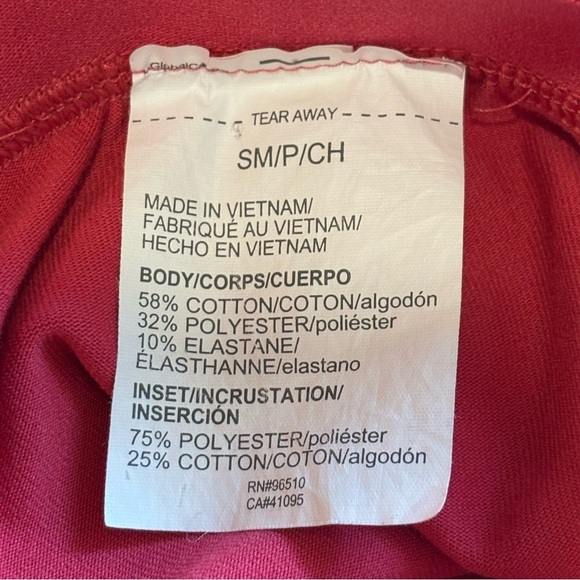 TEAR AWAY
SM/P/CH
MADE IN VIETNAM/
FABRIQUÉ AU VIETNAM/
HECHO EN VIETNAM
BODY/CORPS/CUERPO
58% COTTON/COTON/algodón
32% POLYESTER/poliéster
10% ELASTANE/
ÉLASTHANNE/elastano
INSET/INCRUSTATION/
INSERCIÓN
75% POLYESTER/poliéster
25% COTTON/COTON/algodón
RN#96510
CA#41095